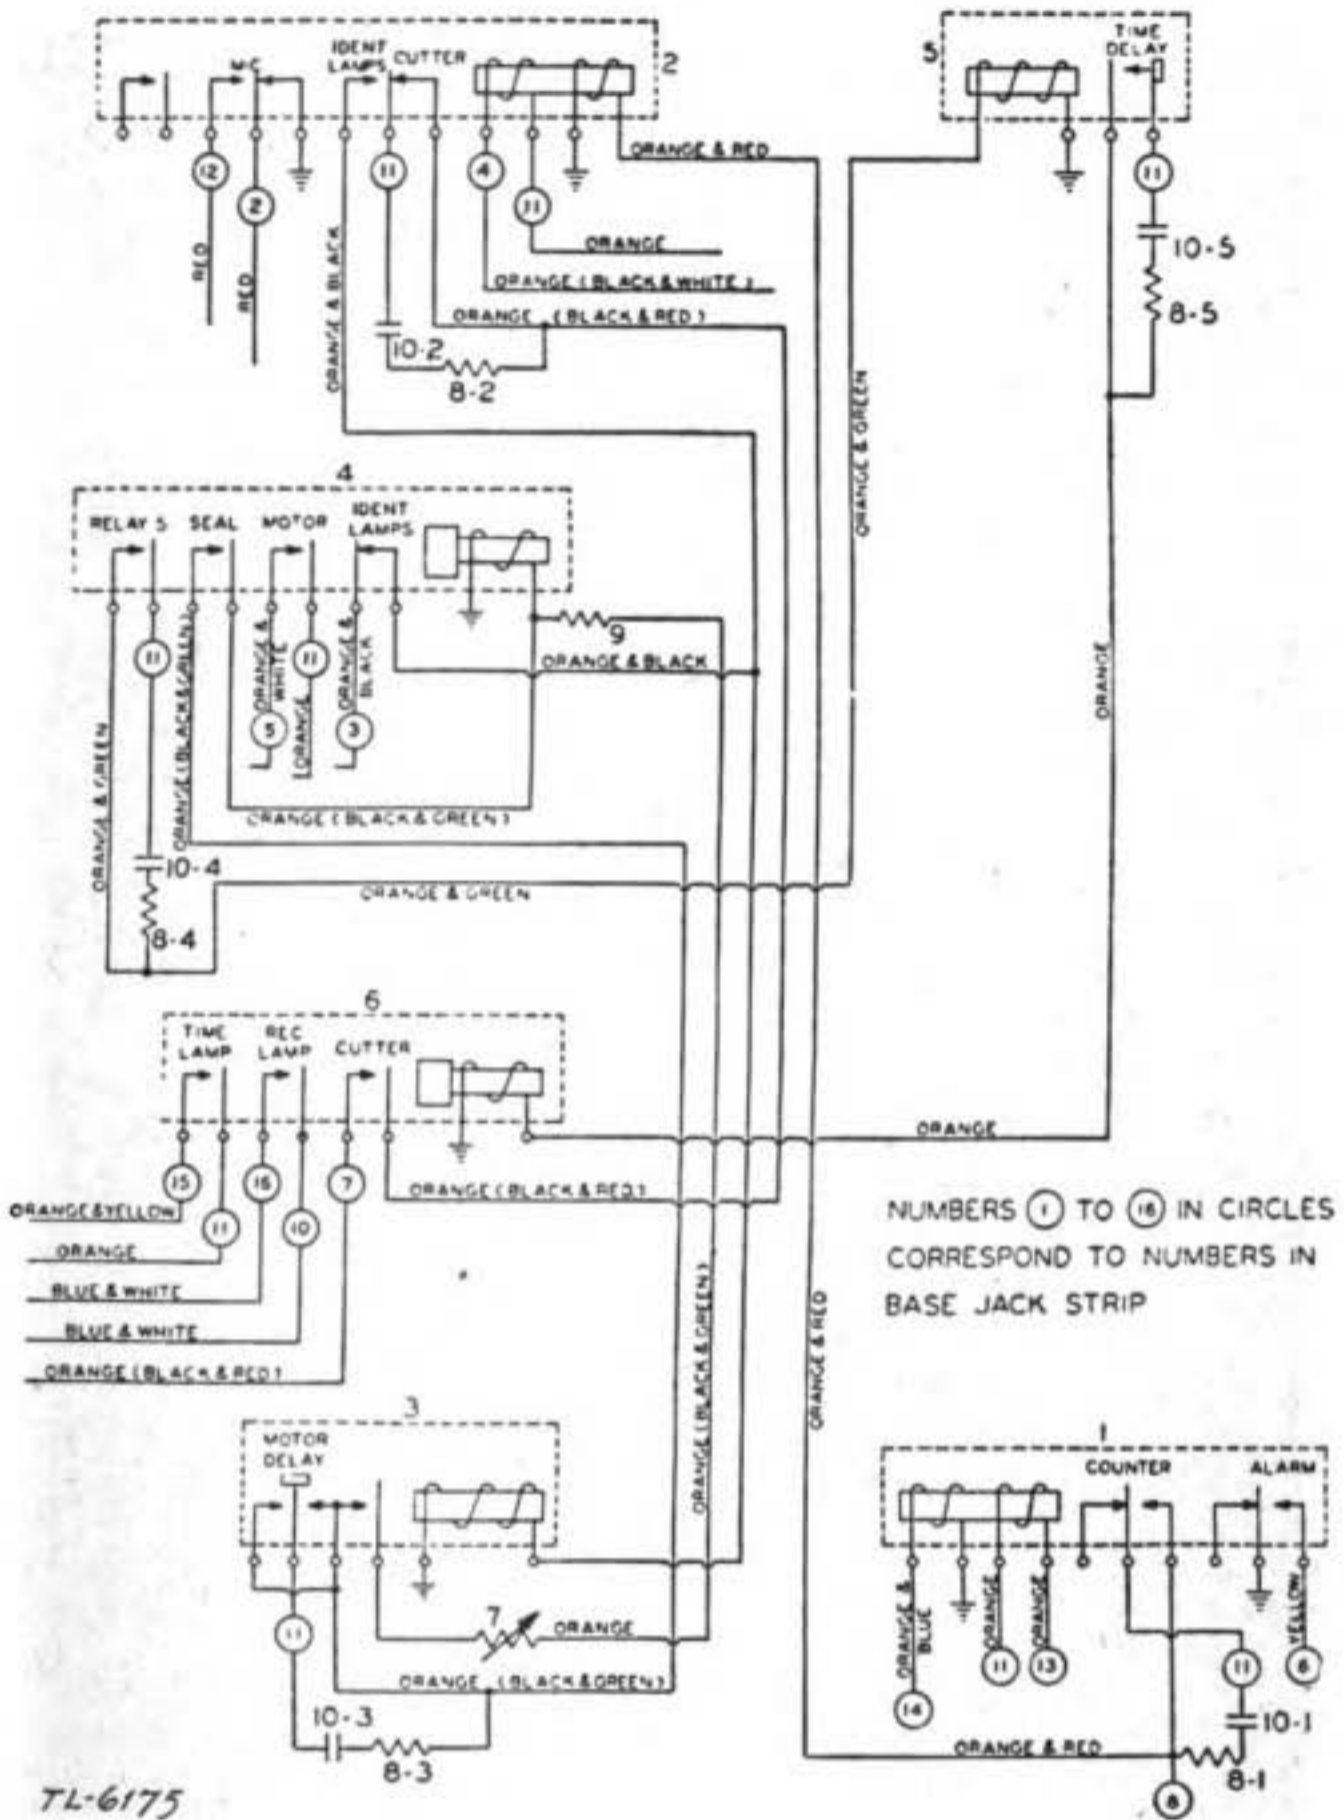 IDENT
LAMPS
CUTTER
M-C
2
5
TIME
DELAY
12
2
11
4
11
11
ORANGE & RED
RED
RED
ORANGE & BLACK
ORANGE
ORANGE (BLACK & WHITE)
ORANGE (BLACK & RED)
10-2
8-2
10-5
8-5
ORANGE & GREEN
4
RELAY 5
SEAL
MOTOR
IDENT
LAMPS
11
ORANGE &
WHITE
5
11
ORANGE
ORANGE &
BLACK
3
9
ORANGE & BLACK
ORANGE & GREEN
ORANGE (BLACK & GREEN)
ORANGE (BLACK & GREEN)
10-4
8-4
ORANGE & GREEN
ORANGE
6
TIME
LAMP
REC
LAMP
CUTTER
15
11
16
10
7
ORANGE
ORANGE (BLACK & RED)
ORANGE & YELLOW
ORANGE
BLUE & WHITE
BLUE & WHITE
ORANGE (BLACK & RED)
NUMBERS 1 TO 16 IN CIRCLES
CORRESPOND TO NUMBERS IN
BASE JACK STRIP
ORANGE (BLACK & GREEN)
ORANGE & RED
3
MOTOR
DELAY
11
7
ORANGE
ORANGE (BLACK & GREEN)
10-3
8-3
1
COUNTER
ALARM
ORANGE &
BLUE
14
ORANGE
11
ORANGE
13
11
YELLOW
6
10-1
ORANGE & RED
8-1
8
TL-6175